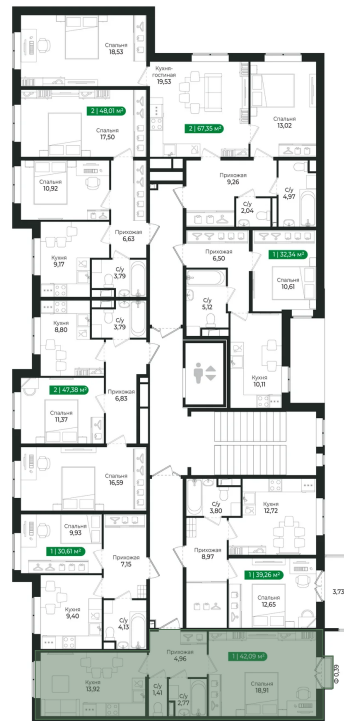 Спальня
18.53
Кухня-
гостиная
19.53
Спальня
13.02
2 | 48.01 м²
Спальня
17.50
2 | 67.35 м²
Спальня
10.92
Прихожая
9.26
С/у
2.04
С/у
4.97
Прихожая
6.63
Кухня
9.17
С/у
3.79
Прихожая
6.50
1 | 32.34 м²
Спальня
10.61
С/у
5.12
Кухня
8.80
С/у
3.79
Кухня
10.11
2 | 47.38 м²
Спальня
11.37
Прихожая
6.83
Спальня
16.59
С/у
3.80
Кухня
12.72
Спальня
9.93
1 | 30.61 м²
Прихожая
7.15
Прихожая
8.97
1 | 39.26 м²
Спальня
12.65
3,73
Кухня
9.40
С/у
4.13
Прихожая
4.96
1 | 42.09 м²
Кухня
13.92
С/у
1.41
С/у
2.77
Спальня
18.91
Ф 0.39